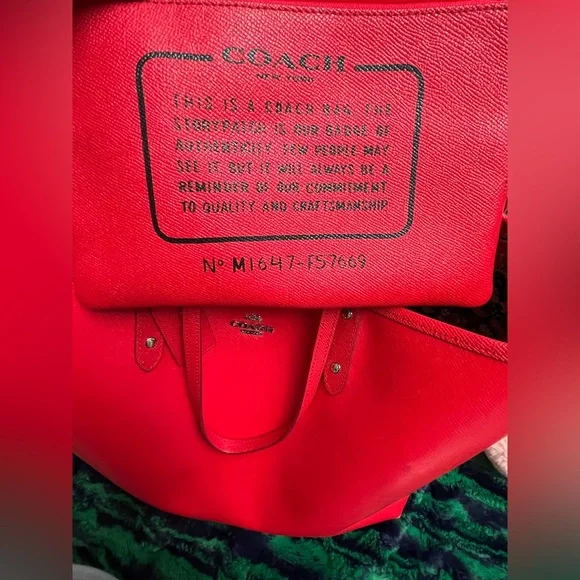 COACH
NEW YORK
THIS IS A COACH BAG. THE
STORYPATCH IS OUR BADGE OF
AUTHENTICITY. FEW PEOPLE MAY
SEE IT, BUT IT WILL ALWAYS BE A
REMINDER OF OUR COMMITMENT
TO QUALITY AND CRAFTSMANSHIP
No M1647-F57669
COACH